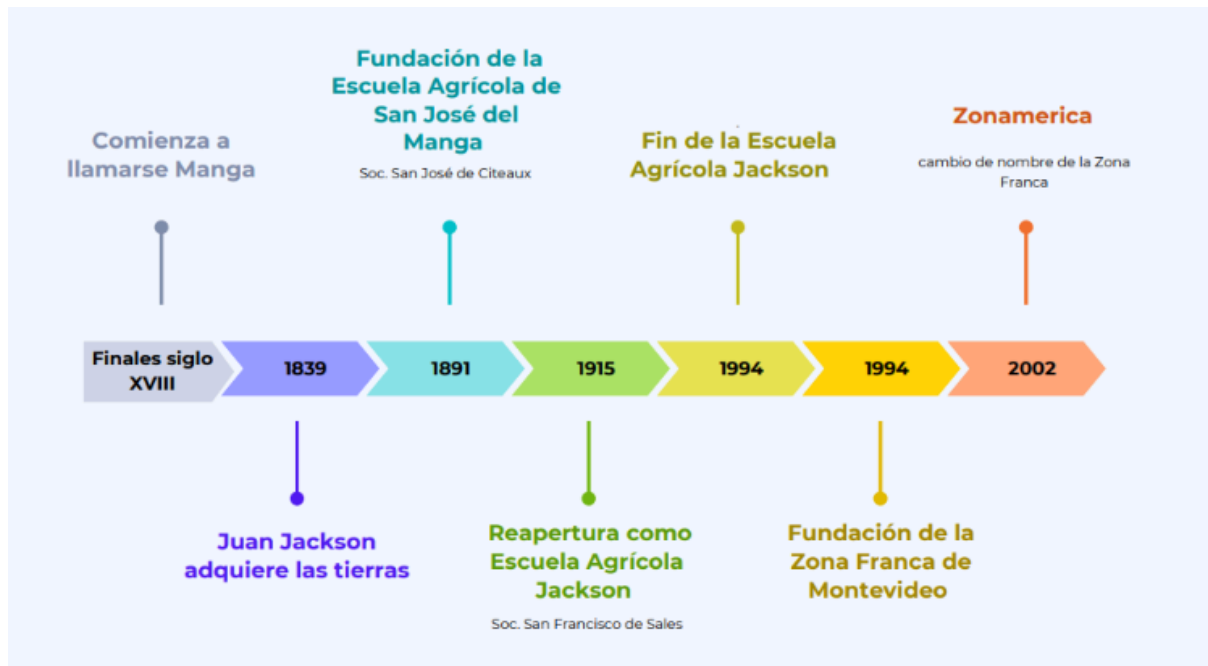 Comienza a
llamarse Manga
Fundación de la
Escuela Agrícola de
San José del
Manga
Soc. San José de Citeaux
Fin de la Escuela
Agrícola Jackson
Zonamerica
cambio de nombre de la Zona
Franca
Finales siglo
XVIII
1839
1891
1915
1994
1994
2002
Juan Jackson
adquiere las tierras
Reapertura como
Escuela Agrícola
Jackson
Soc. San Francisco de Sales
Fundación de la
Zona Franca de
Montevideo